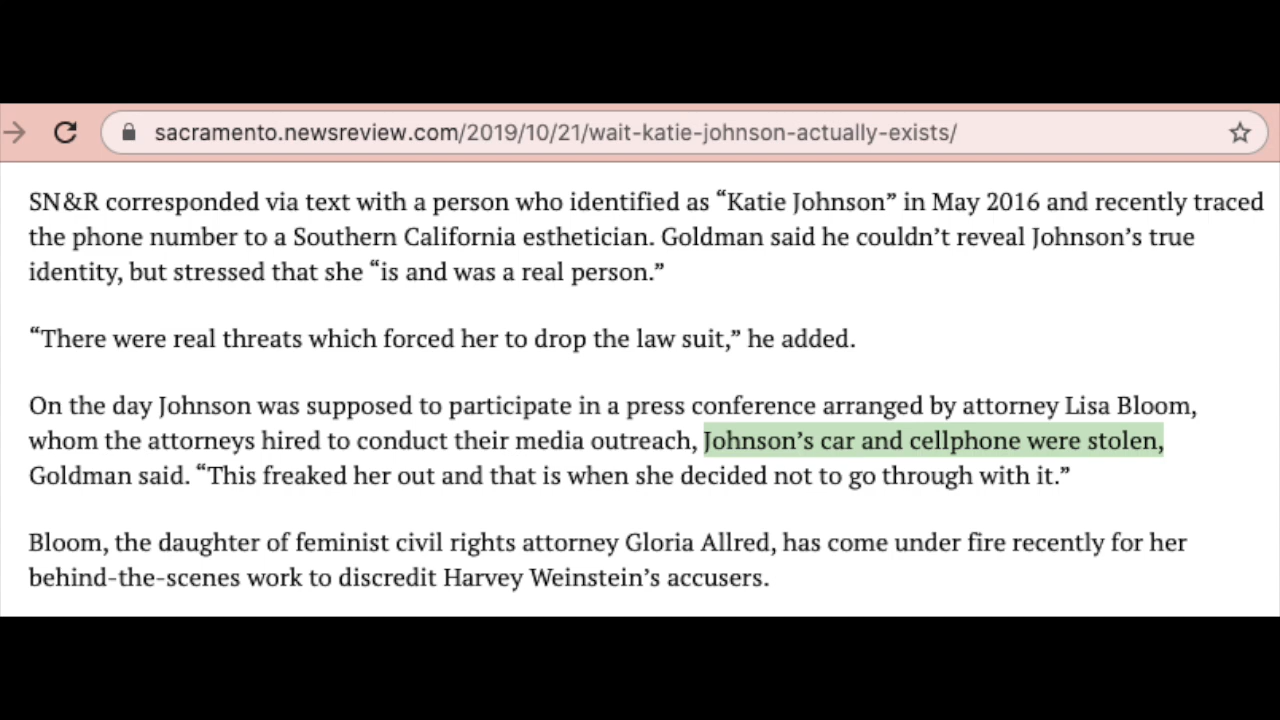 sacramento.newsreview.com/2019/10/21/wait-katie-johnson-actually-exists/
SN&R corresponded via text with a person who identified as “Katie Johnson” in May 2016 and recently traced
the phone number to a Southern California esthetician. Goldman said he couldn’t reveal Johnson’s true
identity, but stressed that she “is and was a real person.”
“There were real threats which forced her to drop the law suit,” he added.
On the day Johnson was supposed to participate in a press conference arranged by attorney Lisa Bloom,
whom the attorneys hired to conduct their media outreach, Johnson’s car and cellphone were stolen,
Goldman said. “This freaked her out and that is when she decided not to go through with it.”
Bloom, the daughter of feminist civil rights attorney Gloria Allred, has come under fire recently for her
behind-the-scenes work to discredit Harvey Weinstein’s accusers.